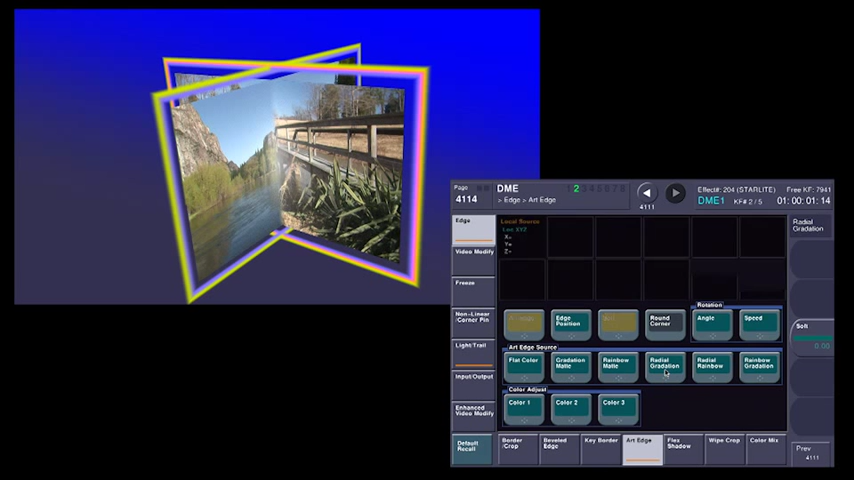 Page
4114
DME
> Edge > Art Edge
12345678
4111
Effect#: 204 (STARLITE)
DME1
KF# 2 / 5
Free KF: 7941
01:00:01:14
Edge
Video Modify
Freeze
Non-Linear
/Corner Pin
Light/Trail
Input/Output
Enhanced
Video Modify
Default
Recall
Local Source
Loc XYZ
X=
Y=
Z=
Rotation
Edge
Position
Round
Corner
Angle
Speed
Art Edge Source
Flat Color
Gradation
Matte
Rainbow
Matte
Radial
Gradation
Radial
Rainbow
Rainbow
Gradation
Color Adjust
Color 1
Color 2
Color 3
Border
/Crop
Beveled
Edge
Key Border
Art Edge
Flex
Shadow
Wipe Crop
Color Mix
Radial
Gradation
Soft
0.00
Prev
4111